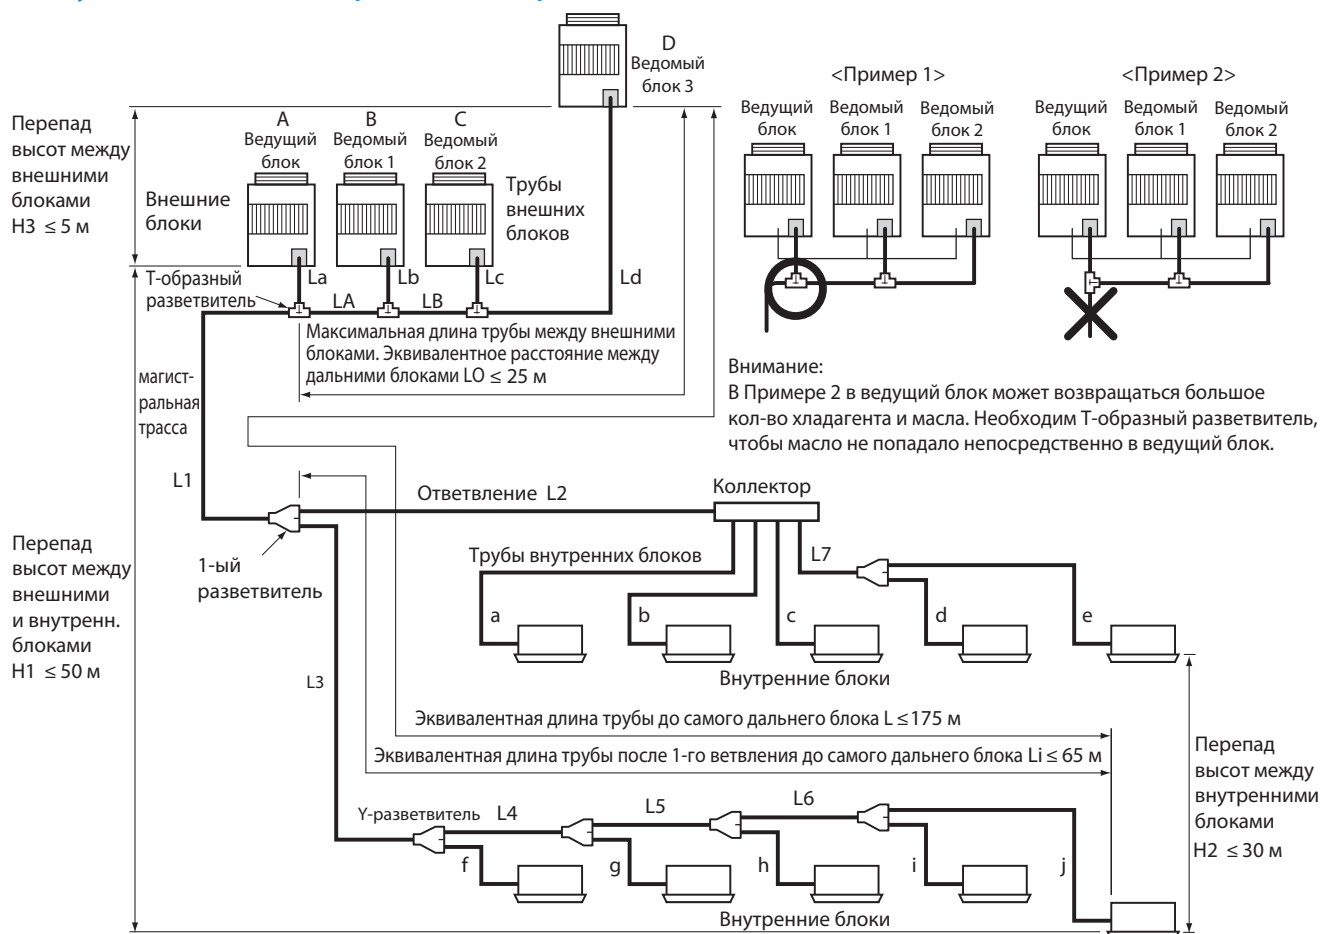 D
Ведомый
блок 3
<Пример 1>
<Пример 2>
Ведущий
блок
Ведомый
блок 1
Ведомый
блок 2
Ведущий
блок
Ведомый
блок 1
Ведомый
блок 2
Перепад
высот между
внешними
блоками
H3 ≤ 5 м
A
Ведущий
блок
B
Ведомый
блок 1
C
Ведомый
блок 2
Внешние
блоки
Трубы
внешних
блоков
Т-образный
разветвитель
La
Lb
Lc
Ld
LA
LB
Максимальная длина трубы между внешними
блоками. Эквивалентное расстояние между
дальними блоками LO ≤ 25 м
Внимание:
В Примере 2 в ведущий блок может возвращаться большое
кол-во хладагента и масла. Необходим Т-образный разветвитель,
чтобы масло не попадало непосредственно в ведущий блок.
магист-
ральная
трасса
L1
Ответвление L2
Коллектор
1-ый
разветвитель
Трубы внутренних блоков
L7
a
b
c
d
e
Внутренние блоки
Перепад
высот между
внешними
и внутренн.
блоками
H1 ≤ 50 м
L3
Эквивалентная длина трубы до самого дальнего блока L ≤175 м
Эквивалентная длина трубы после 1-го ветвления до самого дальнего блока Li ≤ 65 м
Перепад
высот между
внутренними
блоками
H2 ≤ 30 м
Y-разветвитель
L4
L5
L6
f
g
h
i
j
Внутренние блоки